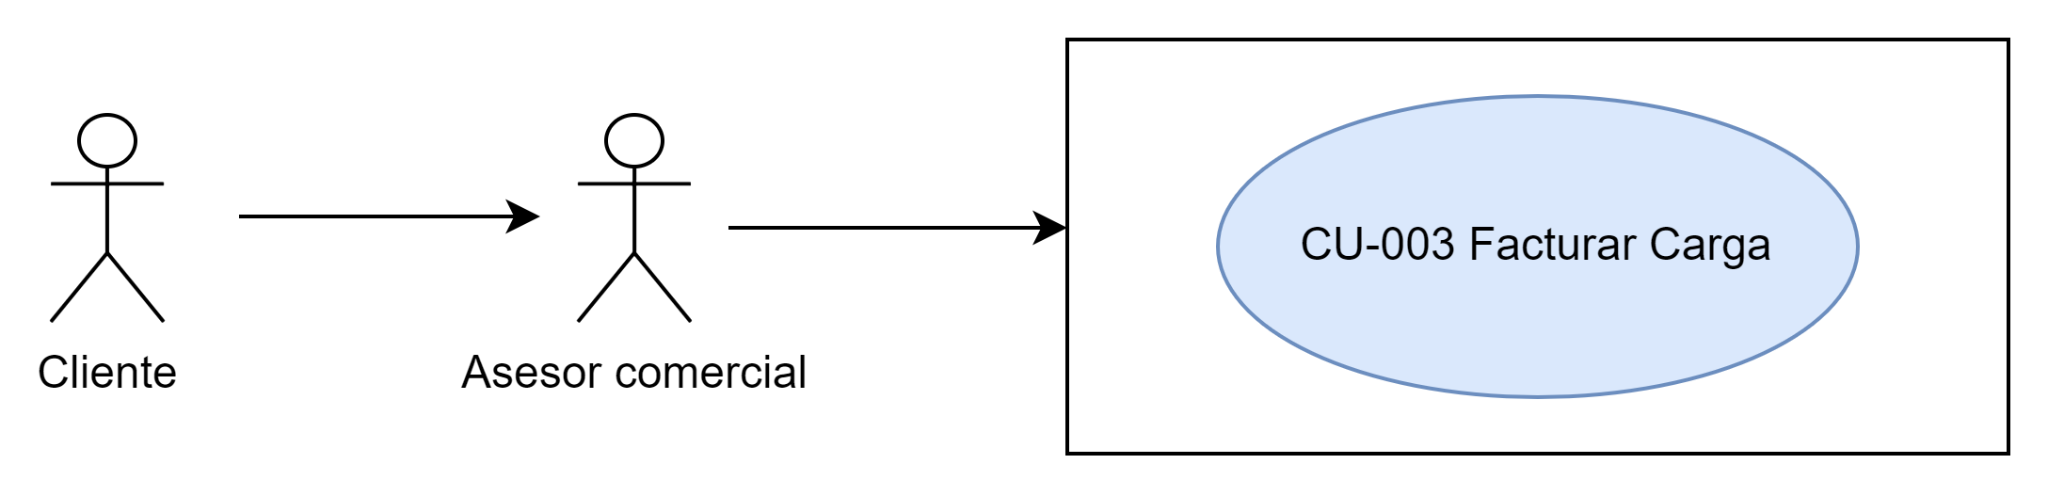 CU-003 Facturar Carga
Cliente
Asesor comercial